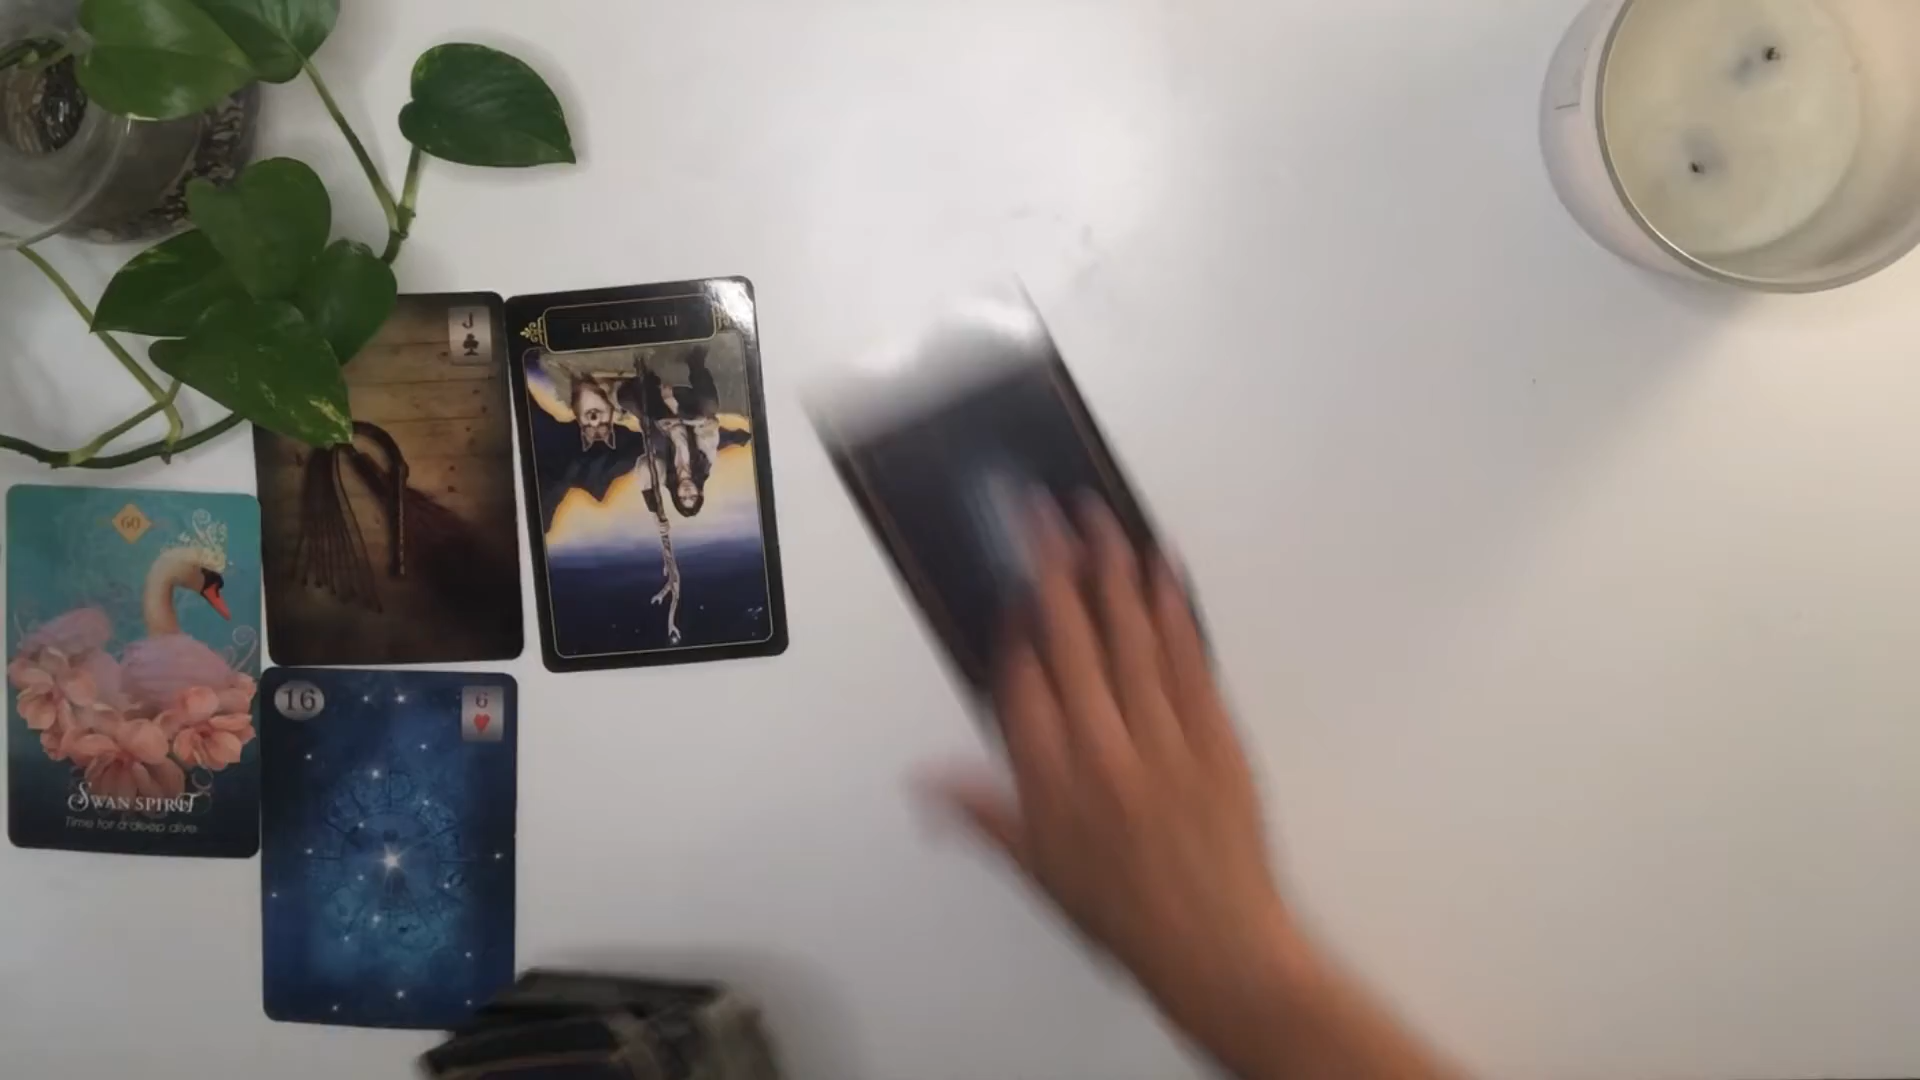 J
III. THE YOUTH
60
SWAN SPIRIT
Time for a deep dive.
16
6